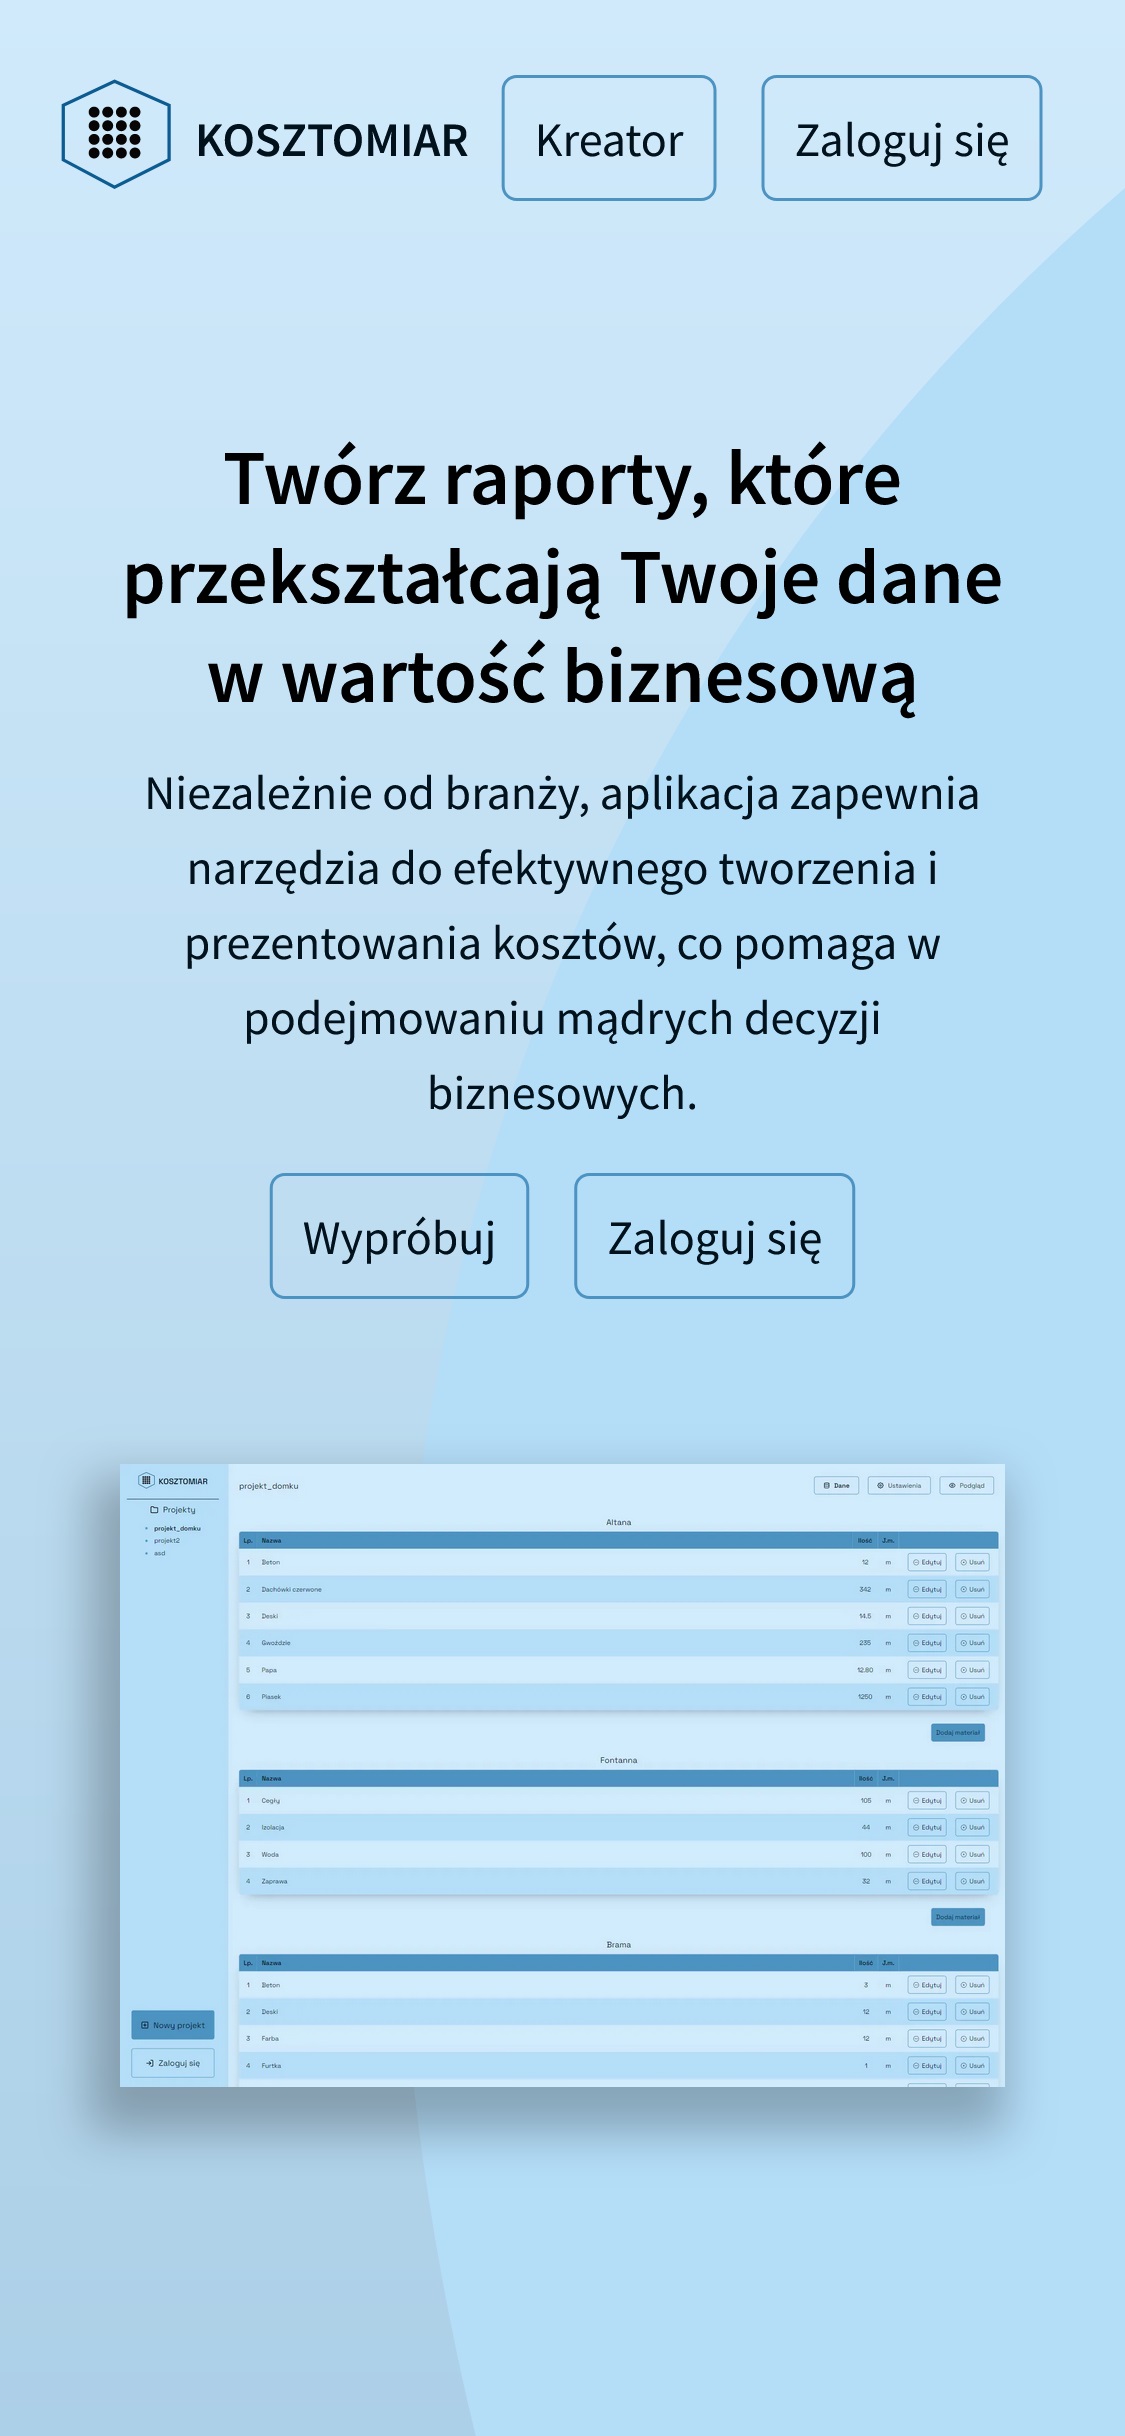 KOSZTOMIAR
Kreator
Zaloguj się
Twórz raporty, które
przekształcają Twoje dane
w wartość biznesową
Niezależnie od branży, aplikacja zapewnia
narzędzia do efektywnego tworzenia i
prezentowania kosztów, co pomaga w
podejmowaniu mądrych decyzji
biznesowych.
Wypróbuj
Zaloguj się
KOSZTOMIAR
Projekty
projekt_domku
projekt2
asd
Nowy projekt
Zaloguj się
projekt_domku
Dane Ustawienia Podgląd
Altana
Lp. Nazwa Ilość J.m.
1 Beton 12 m Edytuj Usuń
2 Dachówki czerwone 342 m Edytuj Usuń
3 Deski 14.5 m Edytuj Usuń
4 Gwoździe 235 m Edytuj Usuń
5 Papa 12.80 m Edytuj Usuń
6 Piasek 1250 m Edytuj Usuń
Dodaj materiał
Fontanna
Lp. Nazwa Ilość J.m.
1 Cegły 105 m Edytuj Usuń
2 Izolacja 44 m Edytuj Usuń
3 Woda 100 m Edytuj Usuń
4 Zaprawa 32 m Edytuj Usuń
Dodaj materiał
Brama
Lp. Nazwa Ilość J.m.
1 Beton 3 m Edytuj Usuń
2 Deski 12 m Edytuj Usuń
3 Farba 12 m Edytuj Usuń
4 Furtka 1 m Edytuj Usuń